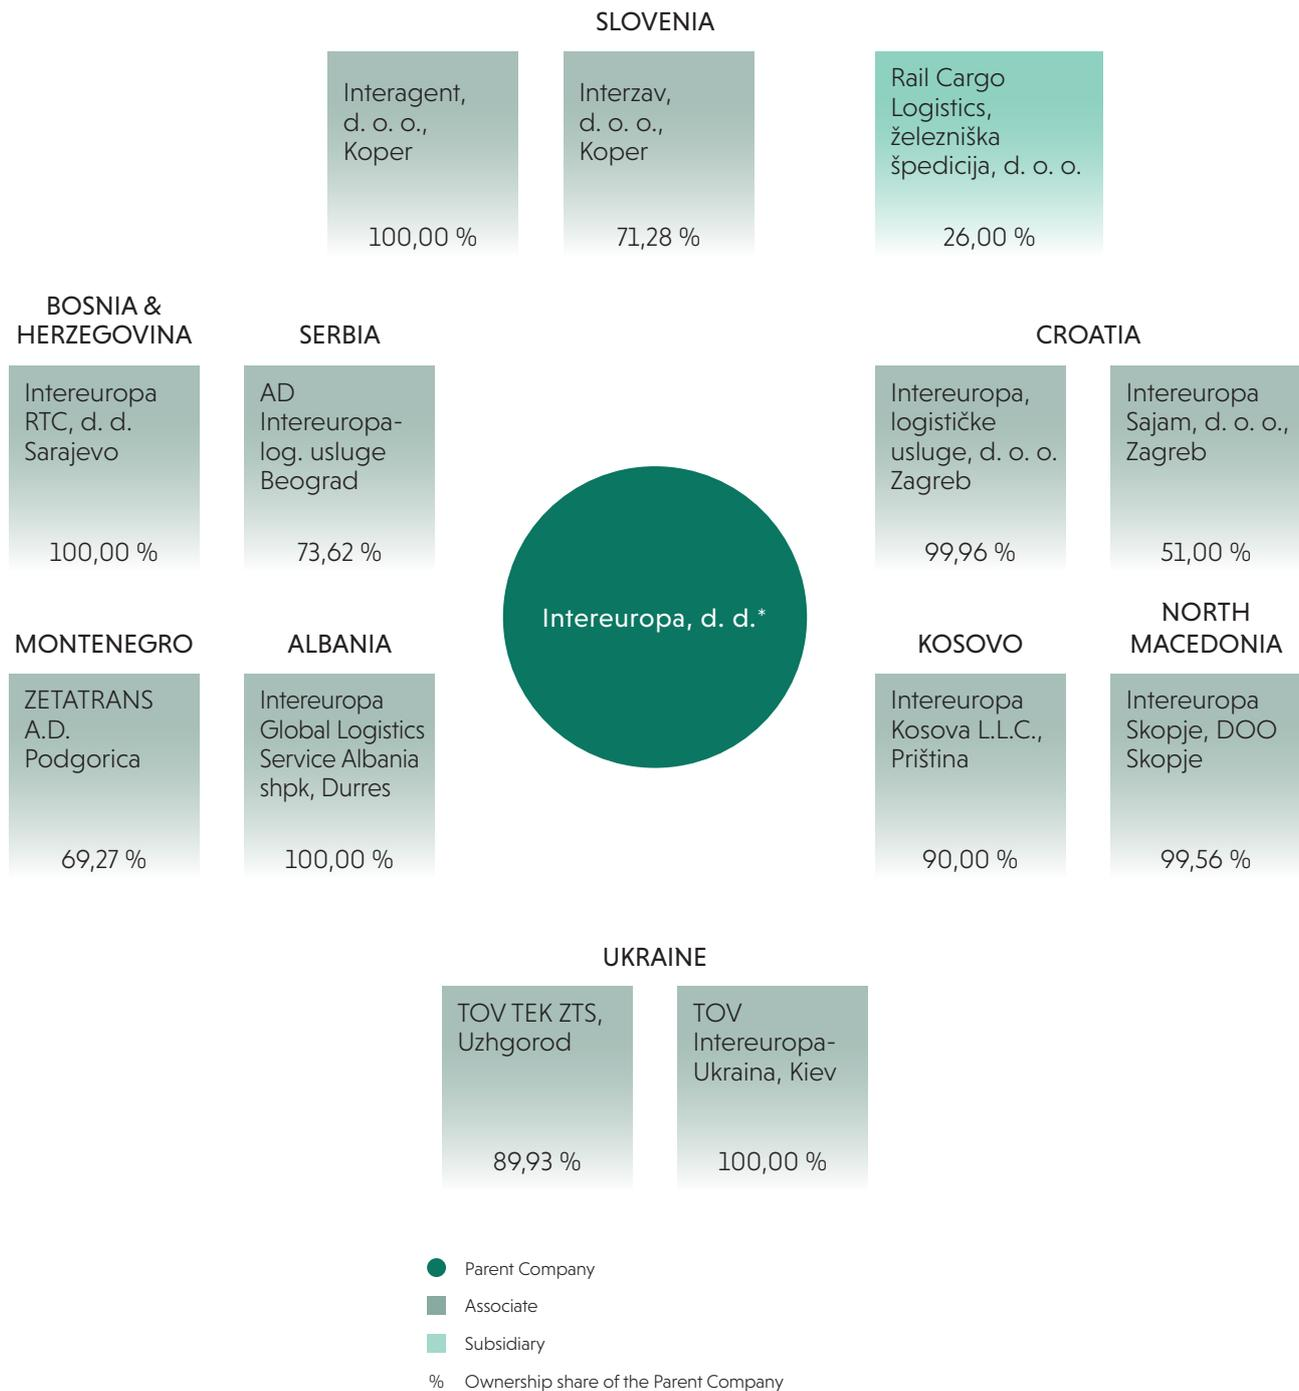 SLOVENIA
Interagent,
d. o. o.,
Koper
100,00 %
Interzav,
d. o. o.,
Koper
71,28 %
Rail Cargo
Logistics,
železniška
špedicija, d. o. o.
26,00 %
BOSNIA &
HERZEGOVINA
Intereuropa
RTC, d. d.
Sarajevo
100,00 %
SERBIA
AD
Intereuropa-
log. usluge
Beograd
73,62 %
CROATIA
Intereuropa,
logističke
usluge, d. o. o.
Zagreb
99,96 %
Intereuropa
Sajam, d. o. o.,
Zagreb
51,00 %
Intereuropa, d. d.*
MONTENEGRO
ZETATRANS
A.D.
Podgorica
69,27 %
ALBANIA
Intereuropa
Global Logistics
Service Albania
shpk, Durres
100,00 %
KOSOVO
Intereuropa
Kosova L.L.C.,
Priština
90,00 %
NORTH
MACEDONIA
Intereuropa
Skopje, DOO
Skopje
99,56 %
UKRAINE
TOV TEK ZTS,
Uzhgorod
89,93 %
TOV
Intereuropa-
Ukraina, Kiev
100,00 %
Parent Company
Associate
Subsidiary
% Ownership share of the Parent Company